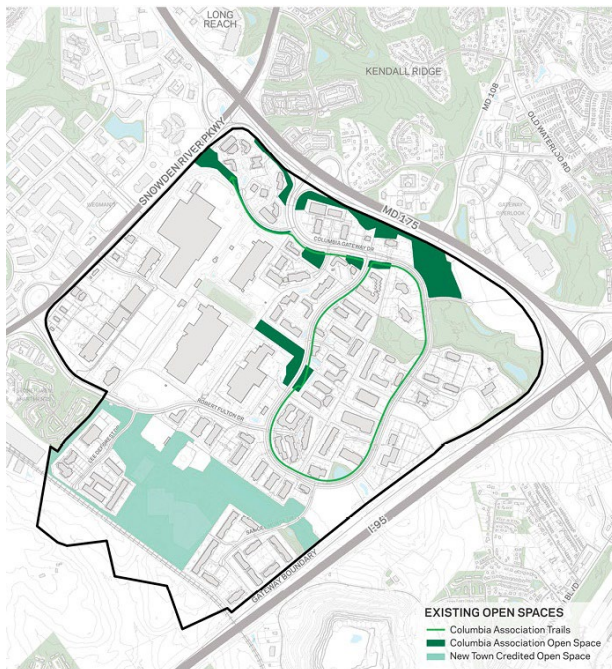 LONG
REACH
KENDALL RIDGE
MD 108
OLD WATERLOO RD
SNOWDEN RIVER PKWY
MD 175
GATEWAY
OVERLOOK
COLUMBIA GATEWAY DR
ROBERT FULTON DR
I-95
GATEWAY BOUNDARY
EXISTING OPEN SPACES
Columbia Association Trails
Columbia Association Open Space
New Town Credited Open Space